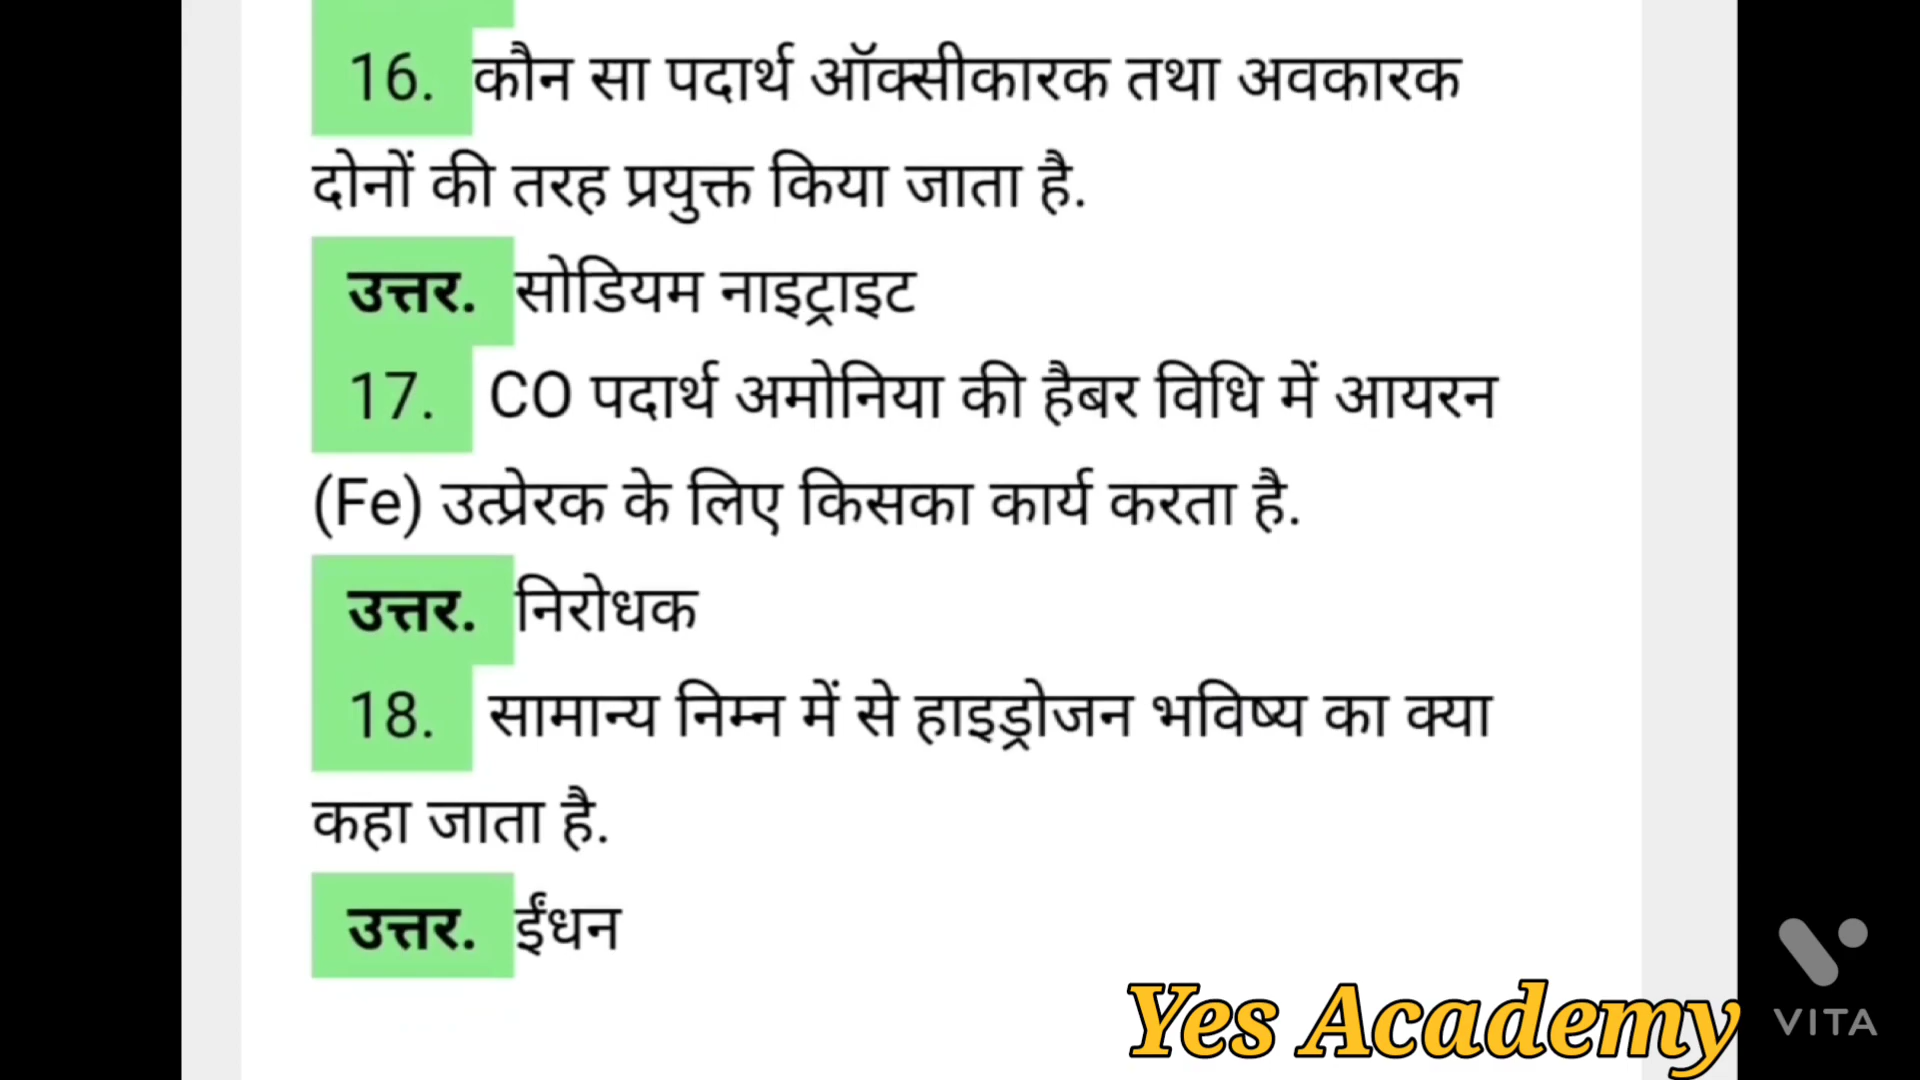 16. कौन सा पदार्थ ऑक्सीकारक तथा अवकारक
दोनों की तरह प्रयुक्त किया जाता है.
उत्तर. सोडियम नाइट्राइट
17. CO पदार्थ अमोनिया की हैबर विधि में आयरन
(Fe) उत्प्रेरक के लिए किसका कार्य करता है.
उत्तर. निरोधक
18. सामान्य निम्न में से हाइड्रोजन भविष्य का क्या
कहा जाता है.
उत्तर. ईंधन
Yes Academy
VITA